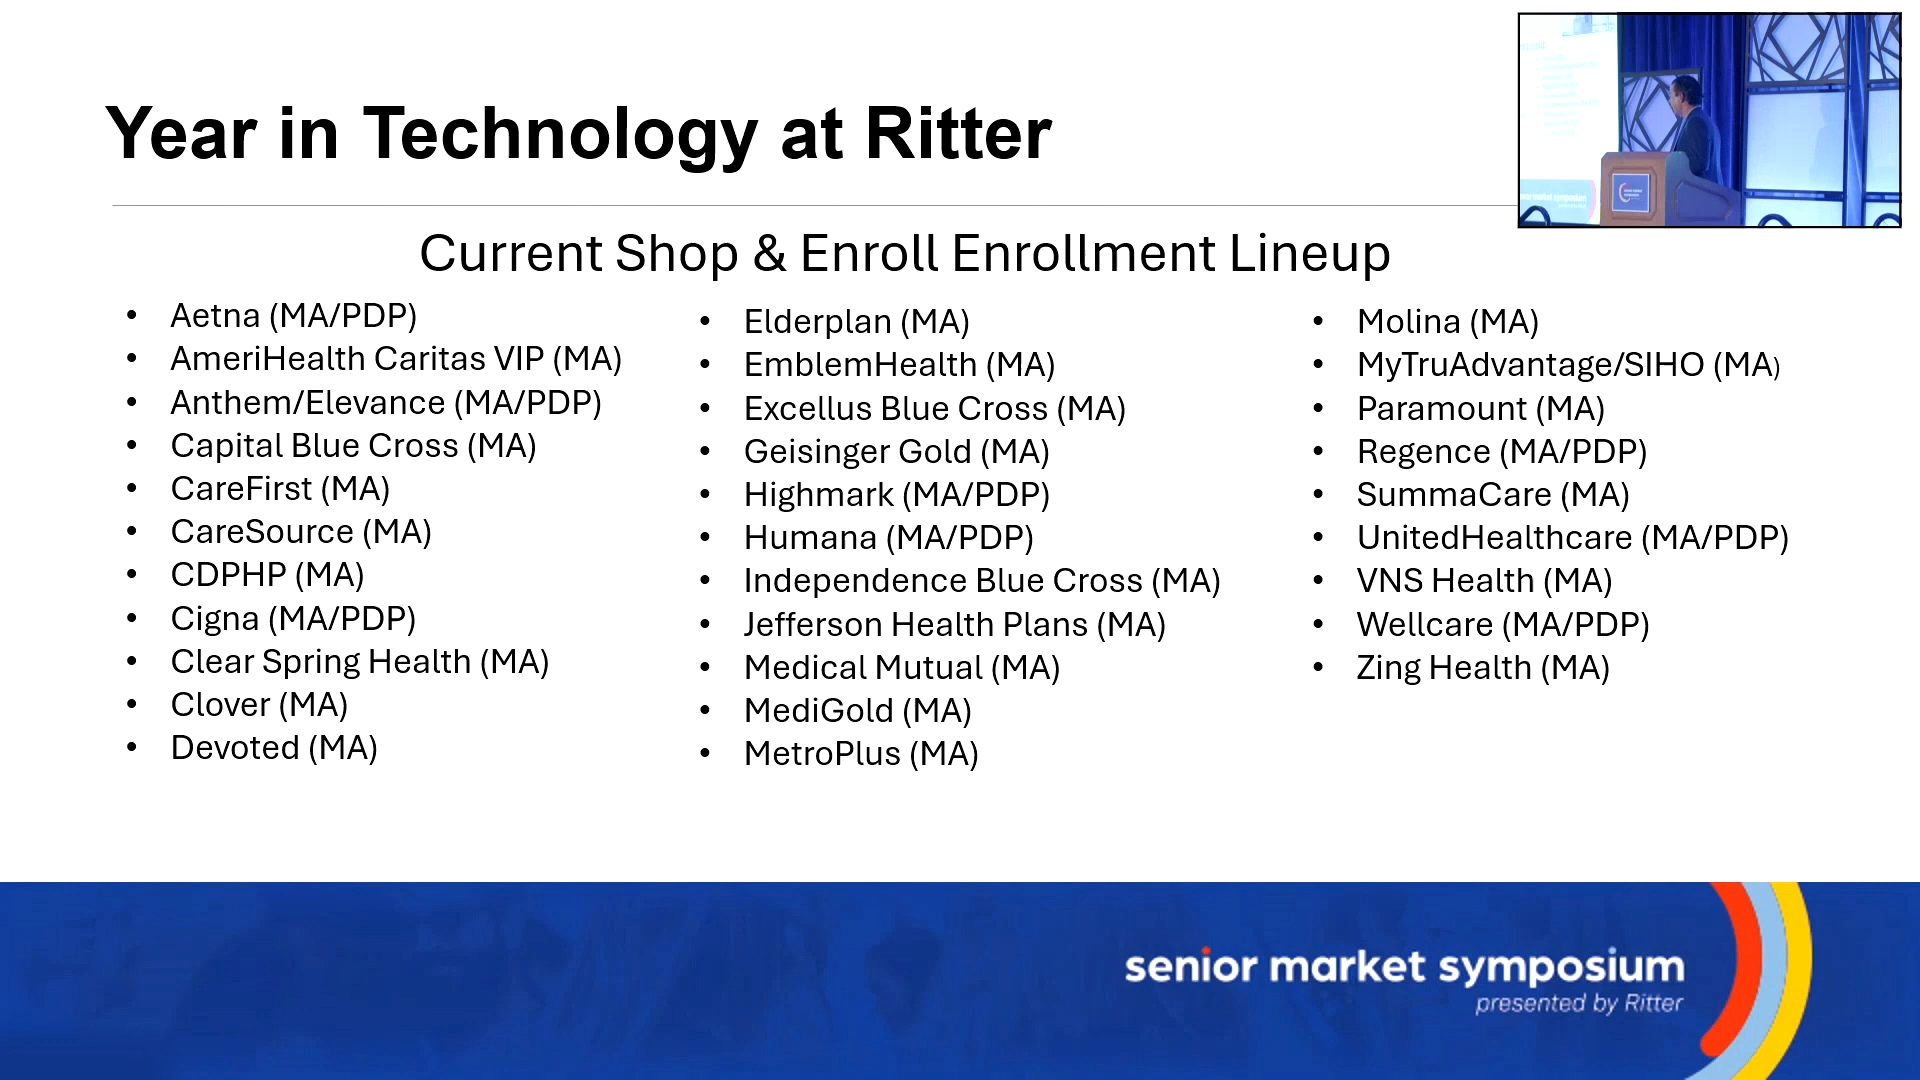 Year in Technology at Ritter
Current Shop & Enroll Enrollment Lineup
• Aetna (MA/PDP)
• AmeriHealth Caritas VIP (MA)
• Anthem/Elevance (MA/PDP)
• Capital Blue Cross (MA)
• CareFirst (MA)
• CareSource (MA)
• CDPHP (MA)
• Cigna (MA/PDP)
• Clear Spring Health (MA)
• Clover (MA)
• Devoted (MA)
• Elderplan (MA)
• EmblemHealth (MA)
• Excellus Blue Cross (MA)
• Geisinger Gold (MA)
• Highmark (MA/PDP)
• Humana (MA/PDP)
• Independence Blue Cross (MA)
• Jefferson Health Plans (MA)
• Medical Mutual (MA)
• MediGold (MA)
• MetroPlus (MA)
• Molina (MA)
• MyTruAdvantage/SIHO (MA)
• Paramount (MA)
• Regence (MA/PDP)
• SummaCare (MA)
• UnitedHealthcare (MA/PDP)
• VNS Health (MA)
• Wellcare (MA/PDP)
• Zing Health (MA)
senior market symposium
presented by Ritter